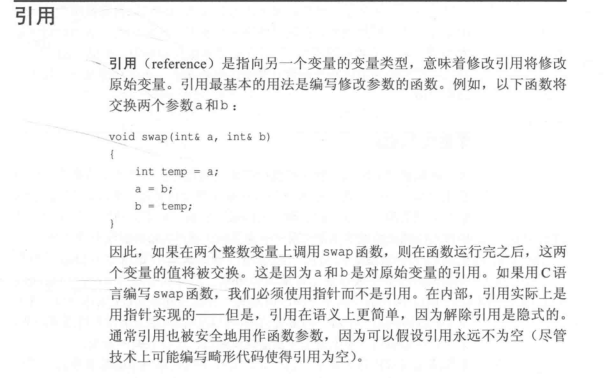 引用
引用（reference）是指向另一个变量的变量类型，意味着修改引用将修改
原始变量。引用最基本的用法是编写修改参数的函数。例如，以下函数将
交换两个参数a和b：
void swap(int& a, int& b)
{
int temp = a;
a = b;
b = temp;
}
因此，如果在两个整数变量上调用swap函数，则在函数运行完之后，这两
个变量的值将被交换。这是因为a和b是对原始变量的引用。如果用C语
言编写swap函数，我们必须使用指针而不是引用。在内部，引用实际上是
用指针实现的——但是，引用在语义上更简单，因为解除引用是隐式的。
通常引用也被安全地用作函数参数，因为可以假设引用永远不为空（尽管
技术上可能编写畸形代码使得引用为空）。